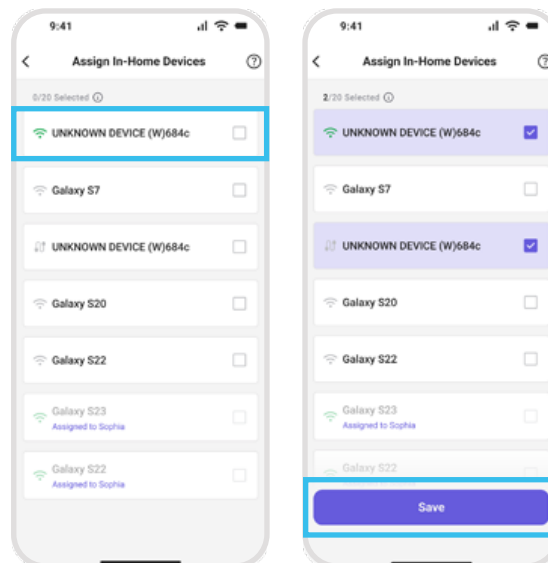 9:41
Assign In-Home Devices
0/20 Selected
UNKNOWN DEVICE (W)684c
Galaxy S7
UNKNOWN DEVICE (W)684c
Galaxy S20
Galaxy S22
Galaxy S23
Assigned to Sophia
Galaxy S22
Assigned to Sophia
9:41
Assign In-Home Devices
2/20 Selected
UNKNOWN DEVICE (W)684c
Galaxy S7
UNKNOWN DEVICE (W)684c
Galaxy S20
Galaxy S22
Galaxy S23
Assigned to Sophia
Galaxy S22
Save